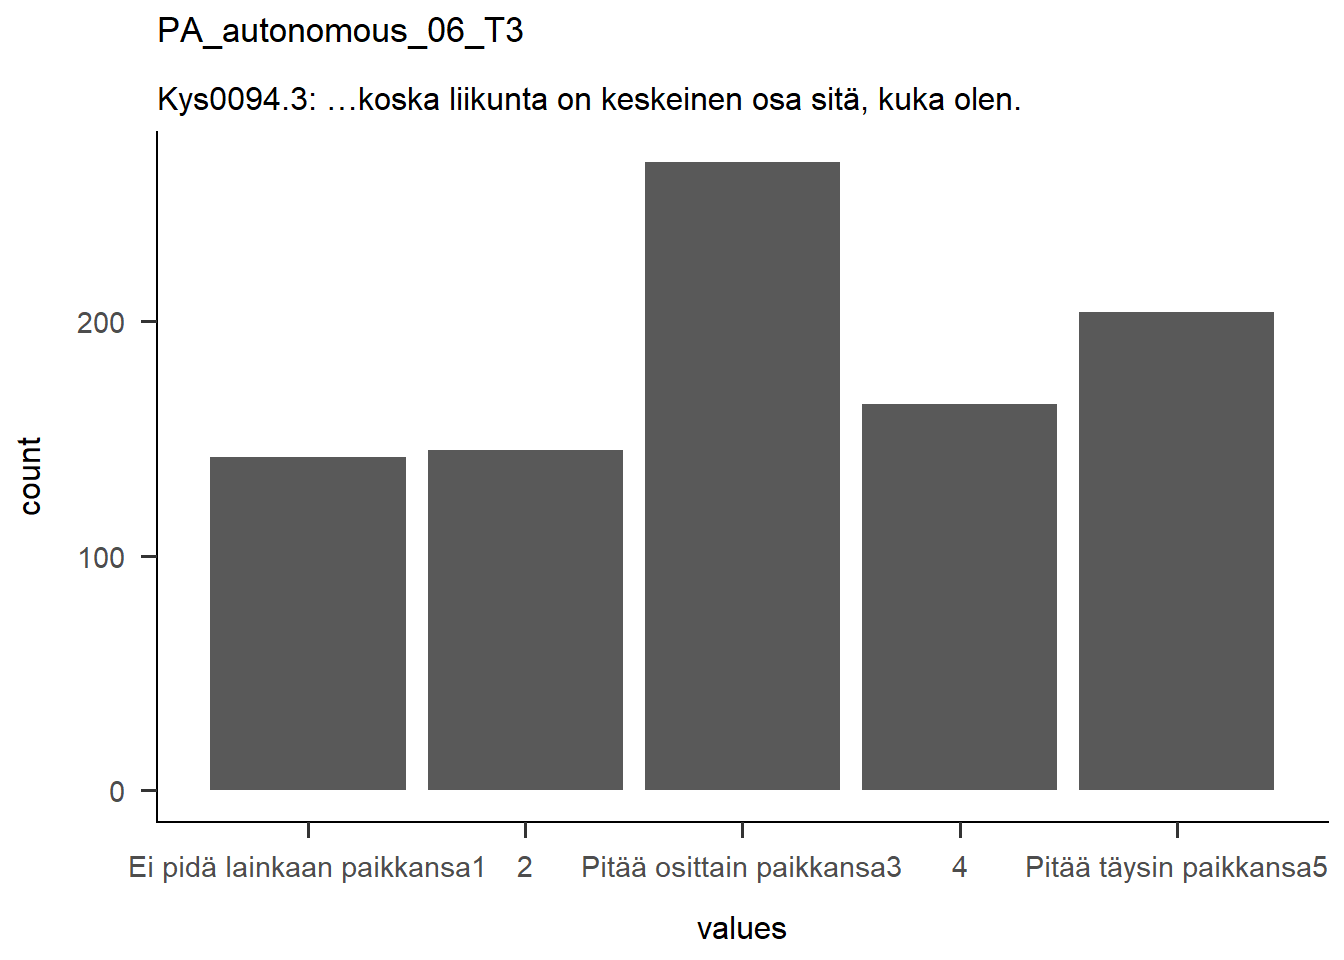 PA_autonomous_06_T3
Kys0094.3: …koska liikunta on keskeinen osa sitä, kuka olen.
count
200
100
0
Ei pidä lainkaan paikkansa1 2 Pitää osittain paikkansa3 4 Pitää täysin paikkansa5
values